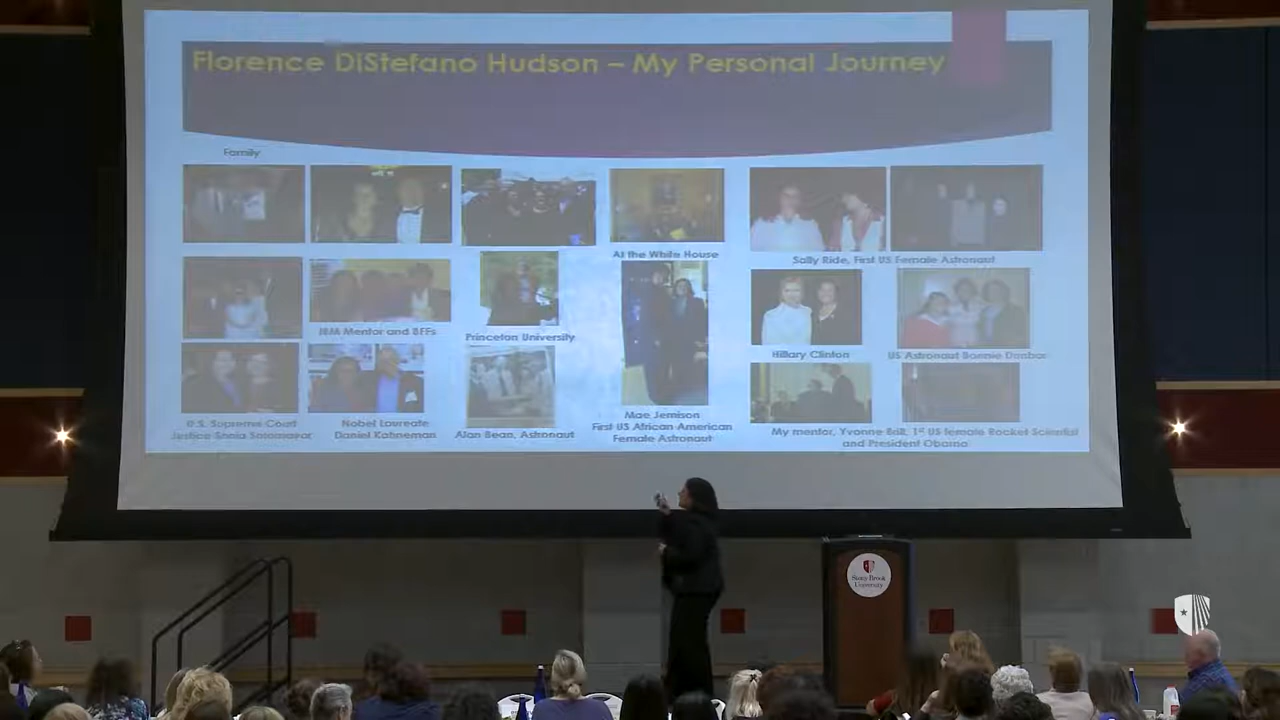 Florence DiStefano Hudson – My Personal Journey
Family
At the White House
Sally Ride, First US Female Astronaut
IBM Mentor and BFFs
Princeton University
Hillary Clinton
US Astronaut Bonnie Dunbar
U.S. Supreme Court
Justice Sonia Sotomayor
Nobel Laureate
Daniel Kahneman
Alan Bean, Astronaut
Mae Jemison
First US African-American
Female Astronaut
My mentor, Yvonne Brill, 1st US female Rocket Scientist
and President Obama
Stony Brook
University